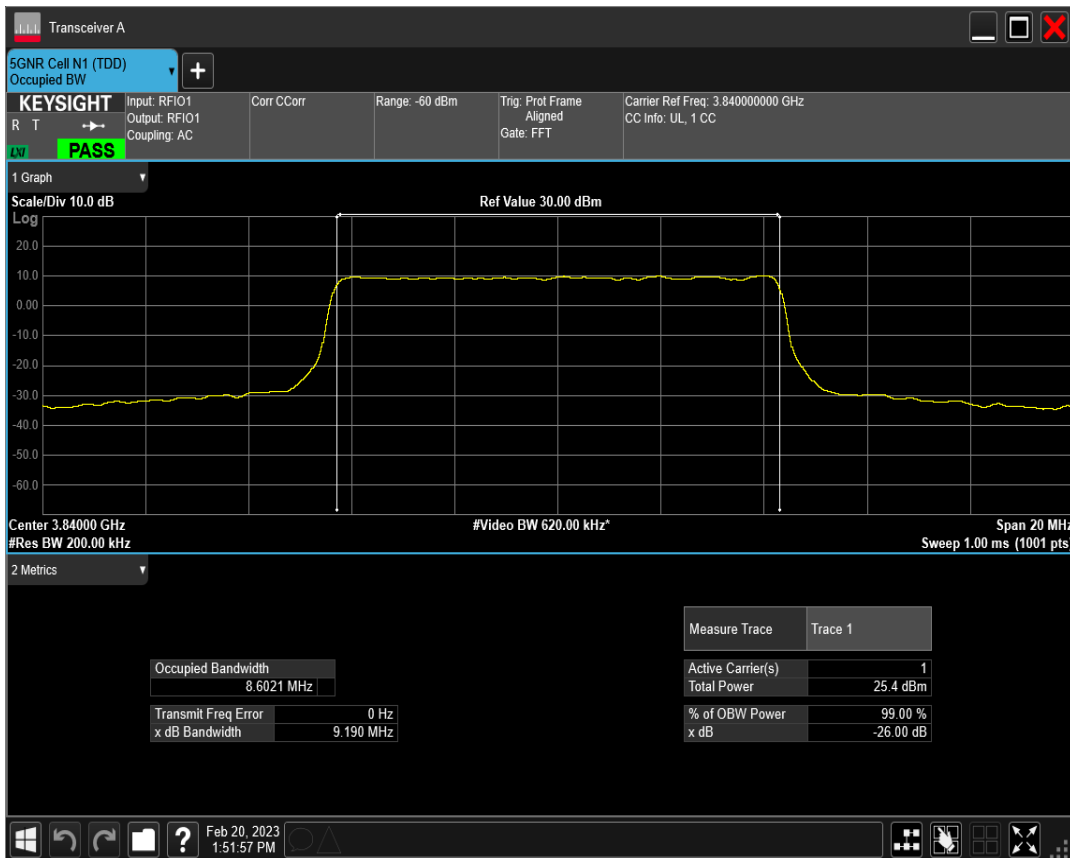 Transceiver A
5GNR Cell N1 (TDD)
Occupied BW
+
KEYSIGHT
R T
LXI
PASS
Input: RFIO1
Output: RFIO1
Coupling: AC
Corr CCorr
Range: -60 dBm
Trig: Prot Frame
Aligned
Gate: FFT
Carrier Ref Freq: 3.840000000 GHz
CC Info: UL, 1 CC
1 Graph
Scale/Div 10.0 dB
Ref Value 30.00 dBm
Log
20.0
10.0
0.00
-10.0
-20.0
-30.0
-40.0
-50.0
-60.0
Center 3.84000 GHz
#Video BW 620.00 kHz*
Span 20 MHz
#Res BW 200.00 kHz
Sweep 1.00 ms (1001 pts)
2 Metrics
Measure Trace Trace 1
Occupied Bandwidth
8.6021 MHz
Active Carrier(s) 1
Total Power 25.4 dBm
Transmit Freq Error 0 Hz
x dB Bandwidth 9.190 MHz
% of OBW Power 99.00 %
x dB -26.00 dB
?
Feb 20, 2023
1:51:57 PM